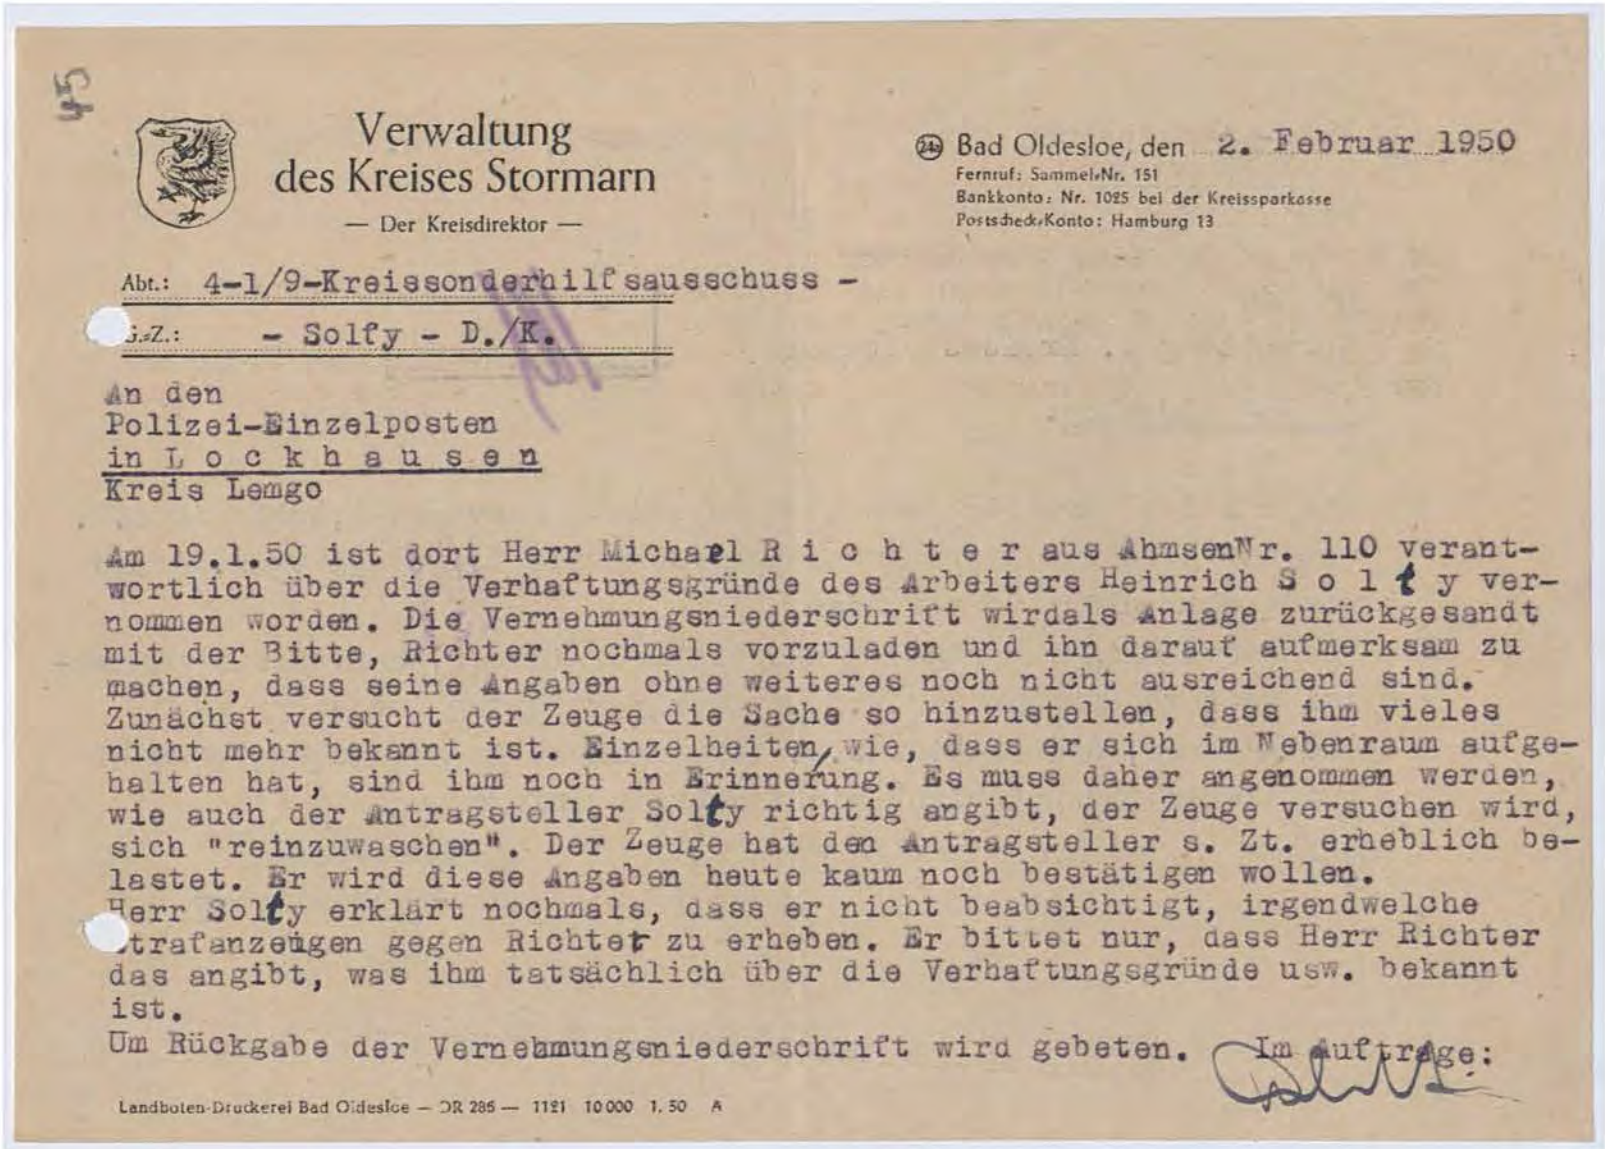 45
Verwaltung
des Kreises Stormarn
— Der Kreisdirektor —
24a Bad Oldesloe, den 2. Februar 1950
Fernruf: Sammel-Nr. 151
Bankkonto: Nr. 1025 bei der Kreissparkasse
Postscheck-Konto: Hamburg 13
Abt.: 4-1/9-Kreissonderhilfsausschuss -
G.-Z.: - Solfy - D./K.
An den
Polizei-Einzelposten
in L o c k h a u s e n
Kreis Lemgo
Am 19.1.50 ist dort Herr Michael R i c h t e r aus AhmsenNr. 110 verant-
wortlich über die Verhaftungsgründe des Arbeiters Heinrich S o l t y ver-
nommen worden. Die Vernehmungsniederschrift wirdals Anlage zurückgesandt
mit der Bitte, Richter nochmals vorzuladen und ihn darauf aufmerksam zu
machen, dass seine Angaben ohne weiteres noch nicht ausreichend sind.
Zunächst versucht der Zeuge die Sache so hinzustellen, dass ihm vieles
nicht mehr bekannt ist. Einzelheiten, wie, dass er sich im Nebenraum aufge-
halten hat, sind ihm noch in Erinnerung. Es muss daher angenommen werden,
wie auch der Antragsteller Solty richtig angibt, der Zeuge versuchen wird,
sich "reinzuwaschen". Der Zeuge hat den Antragsteller s. Zt. erheblich be-
lastet. Er wird diese Angaben heute kaum noch bestätigen wollen.
Herr Solty erklärt nochmals, dass er nicht beabsichtigt, irgendwelche
trafanzeigen gegen Richter zu erheben. Er bittet nur, dass Herr Richter
das angibt, was ihm tatsächlich über die Verhaftungsgründe usw. bekannt
ist.
Um Rückgabe der Vernehmungsniederschrift wird gebeten. Im Auftrage:
Landboten-Druckerei Bad Oldesloe — DR 286 — 1121 10000 1. 50 A